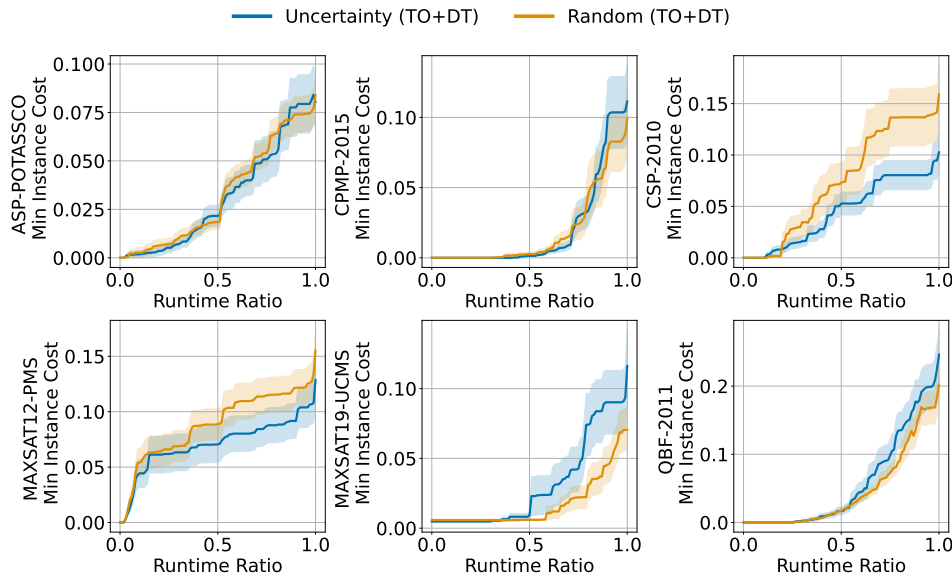 Uncertainty (TO+DT)
Random (TO+DT)
ASP-POTASSCO
Min Instance Cost
0.100
0.075
0.050
0.025
0.000
0.0 0.5 1.0
Runtime Ratio
CPMP-2015
Min Instance Cost
0.10
0.05
0.00
0.0 0.5 1.0
Runtime Ratio
CSP-2010
Min Instance Cost
0.15
0.10
0.05
0.00
0.0 0.5 1.0
Runtime Ratio
MAXSAT12-PMS
Min Instance Cost
0.15
0.10
0.05
0.00
0.0 0.5 1.0
Runtime Ratio
MAXSAT19-UCMS
Min Instance Cost
0.10
0.05
0.00
0.0 0.5 1.0
Runtime Ratio
QBF-2011
Min Instance Cost
0.2
0.1
0.0
0.0 0.5 1.0
Runtime Ratio